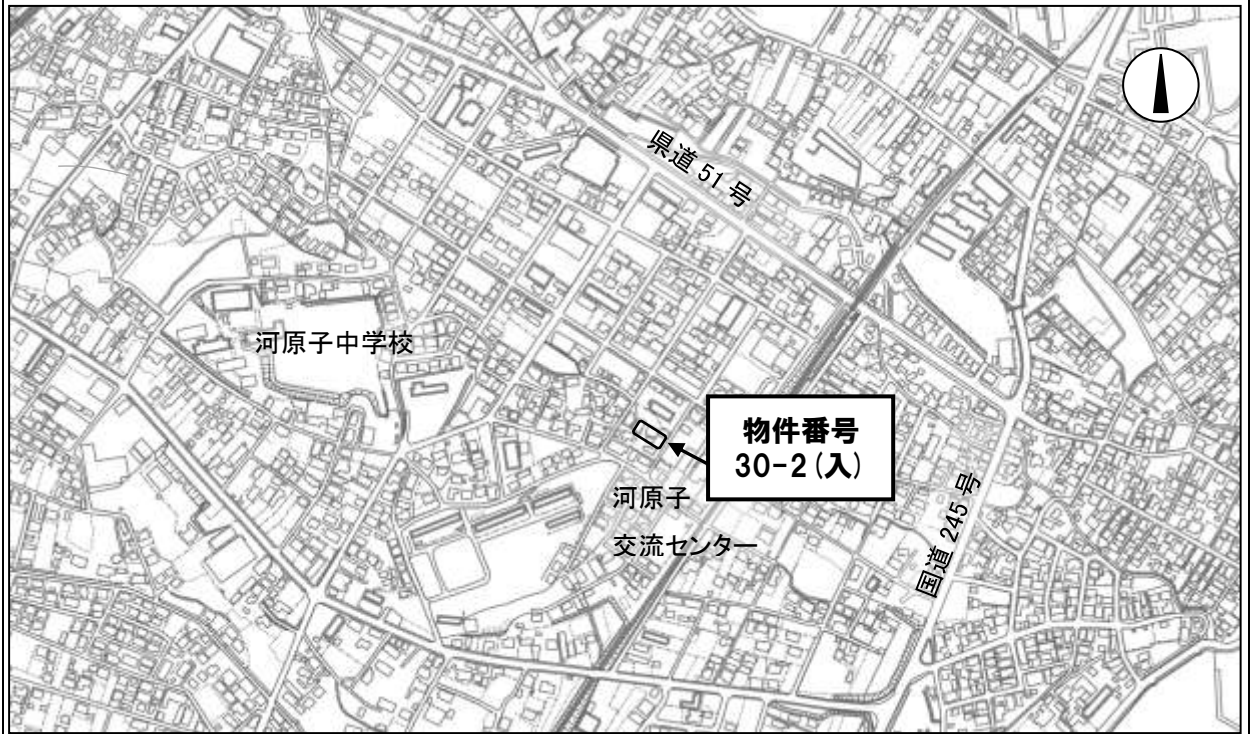 県道 51 号
河原子中学校
物件番号
30-2(入)
河原子
交流センター
国道 245 号